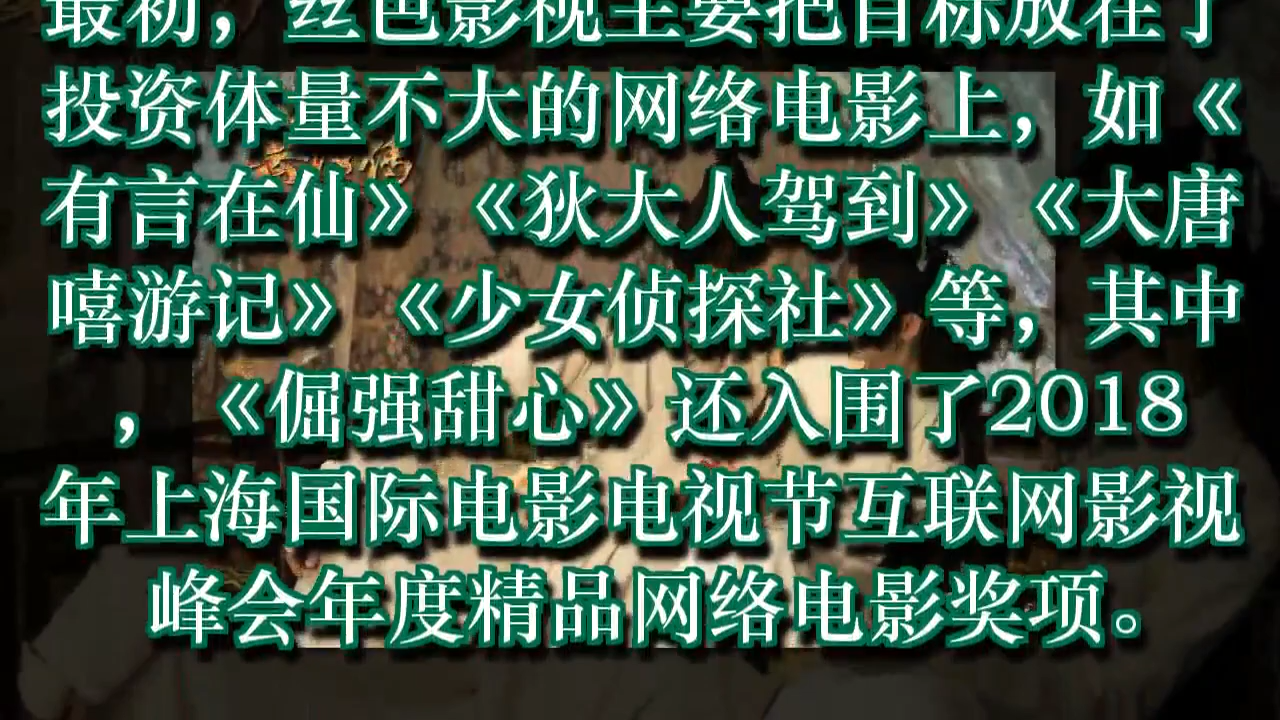 最初，丝芭影视主要把目标放在了
投资体量不大的网络电影上，如《
有言在仙》《狄大人驾到》《大唐
嘻游记》《少女侦探社》等，其中
，《倔强甜心》还入围了2018
年上海国际电影电视节互联网影视
峰会年度精品网络电影奖项。